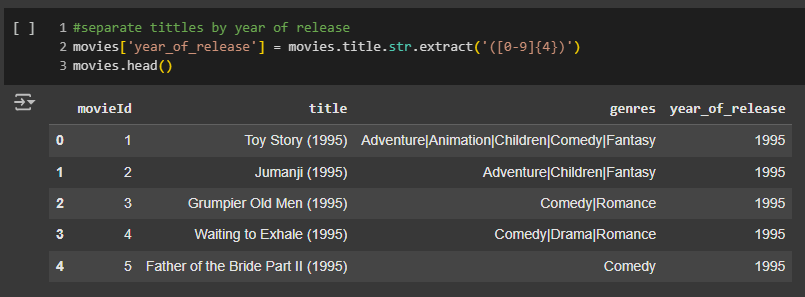 [ ] 1 #separate tittles by year of release
2 movies['year_of_release'] = movies.title.str.extract('([0-9]{4})')
3 movies.head()
movieId title genres year_of_release
0 1 Toy Story (1995) Adventure|Animation|Children|Comedy|Fantasy 1995
1 2 Jumanji (1995) Adventure|Children|Fantasy 1995
2 3 Grumpier Old Men (1995) Comedy|Romance 1995
3 4 Waiting to Exhale (1995) Comedy|Drama|Romance 1995
4 5 Father of the Bride Part II (1995) Comedy 1995